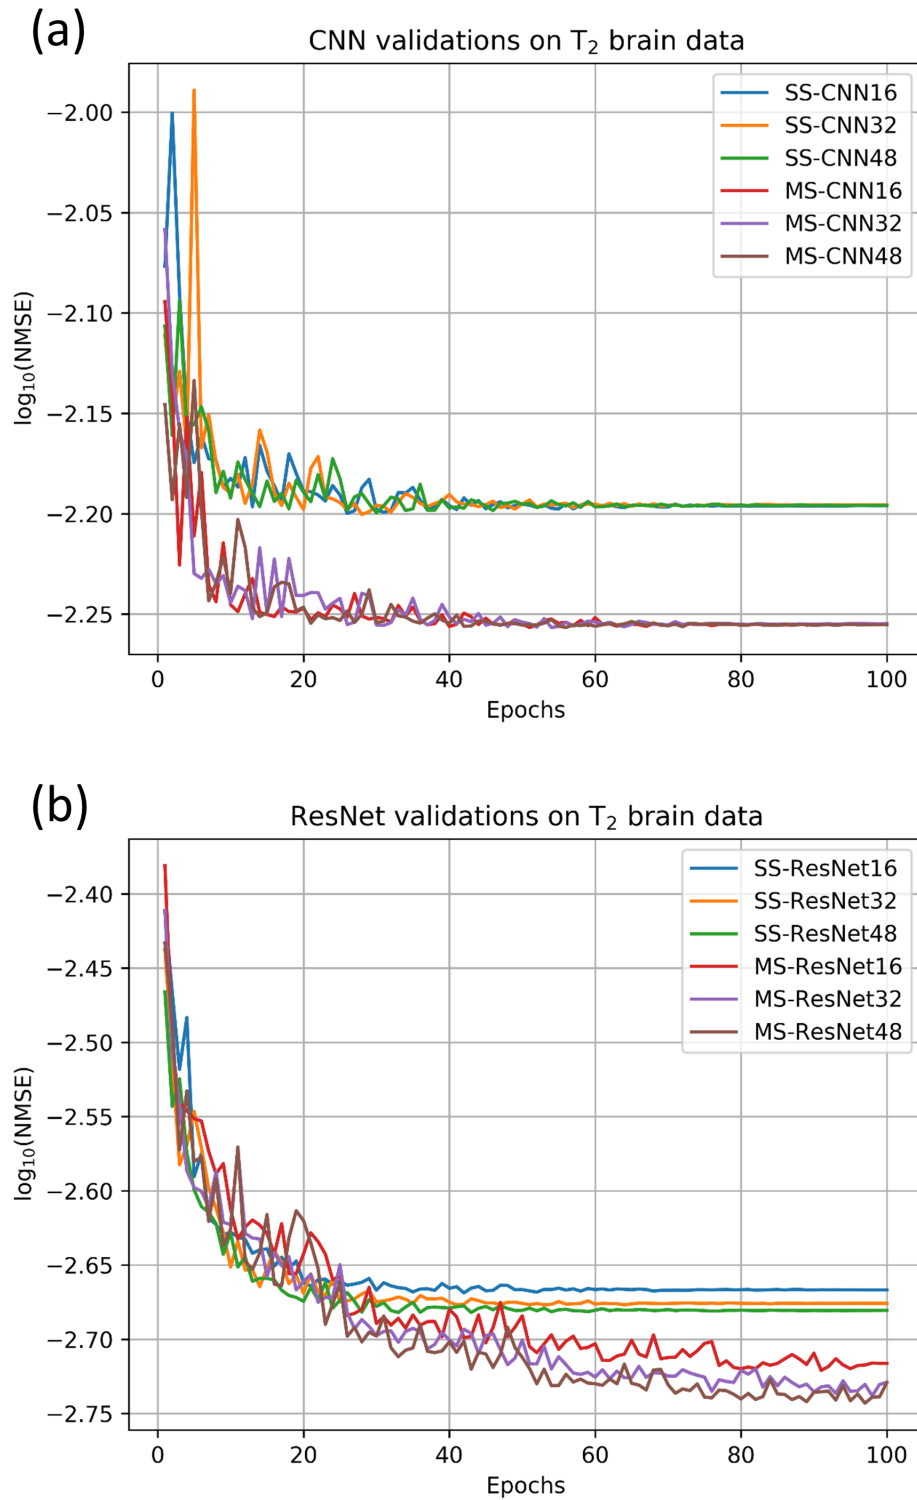 (a)
CNN validations on T₂ brain data
−2.00
−2.05
−2.10
−2.15
−2.20
−2.25
log₁₀(NMSE)
SS-CNN16
SS-CNN32
SS-CNN48
MS-CNN16
MS-CNN32
MS-CNN48
0 20 40 60 80 100
Epochs
(b)
ResNet validations on T₂ brain data
−2.40
−2.45
−2.50
−2.55
−2.60
−2.65
−2.70
−2.75
log₁₀(NMSE)
SS-ResNet16
SS-ResNet32
SS-ResNet48
MS-ResNet16
MS-ResNet32
MS-ResNet48
0 20 40 60 80 100
Epochs